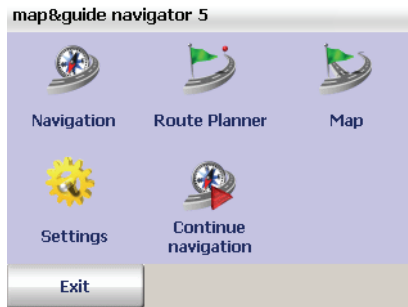 map&guide navigator 5
Navigation
Route Planner
Map
Settings
Continue
navigation
Exit